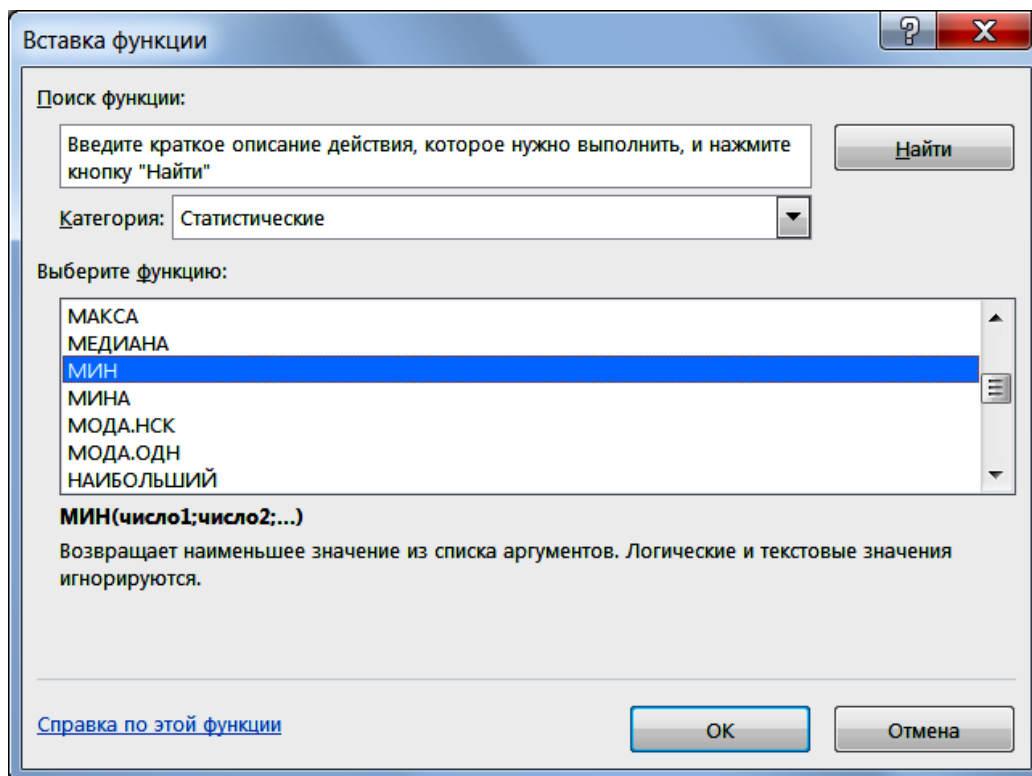 Вставка функции
Поиск функции:
Введите краткое описание действия, которое нужно выполнить, и нажмите
кнопку "Найти"
Найти
Категория: Статистические
Выберите функцию:
МАКСА
МЕДИАНА
МИН
МИНА
МОДА.НСК
МОДА.ОДН
НАИБОЛЬШИЙ
МИН(число1;число2;...)
Возвращает наименьшее значение из списка аргументов. Логические и текстовые значения
игнорируются.
Справка по этой функции
ОК
Отмена